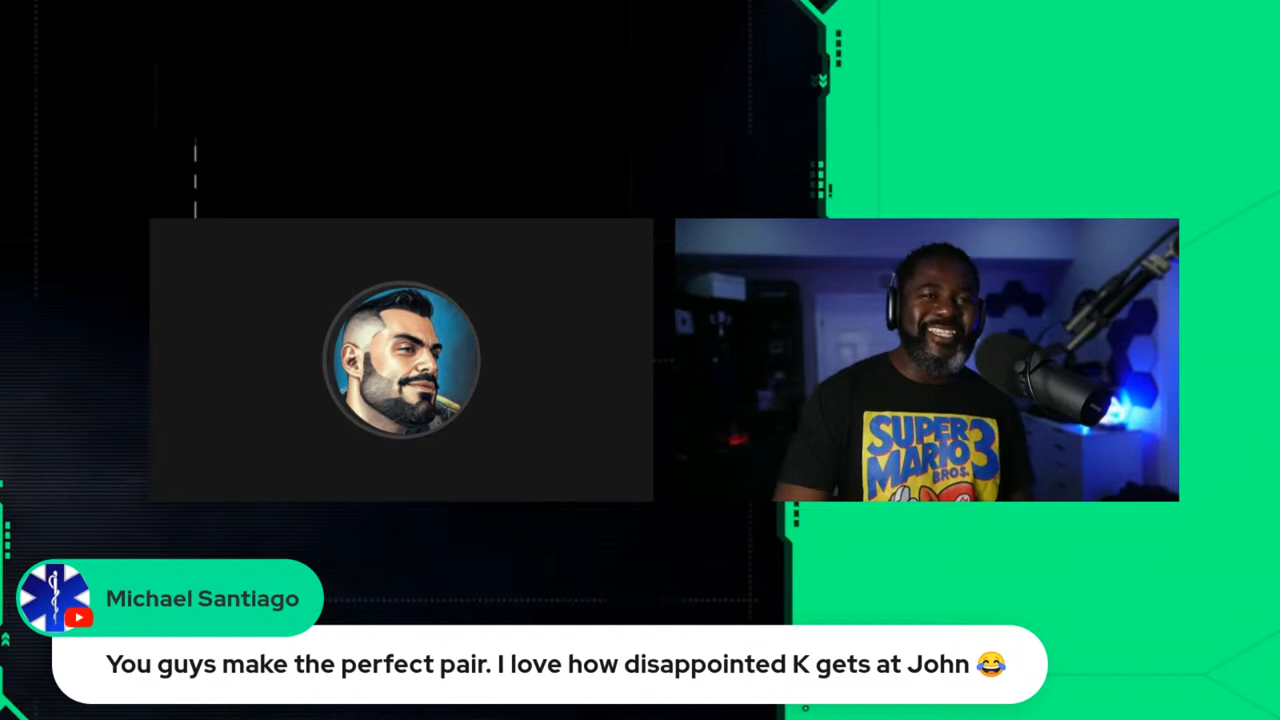 SUPER
MARIO 3
BROS.
Michael Santiago
You guys make the perfect pair. I love how disappointed K gets at John 😂